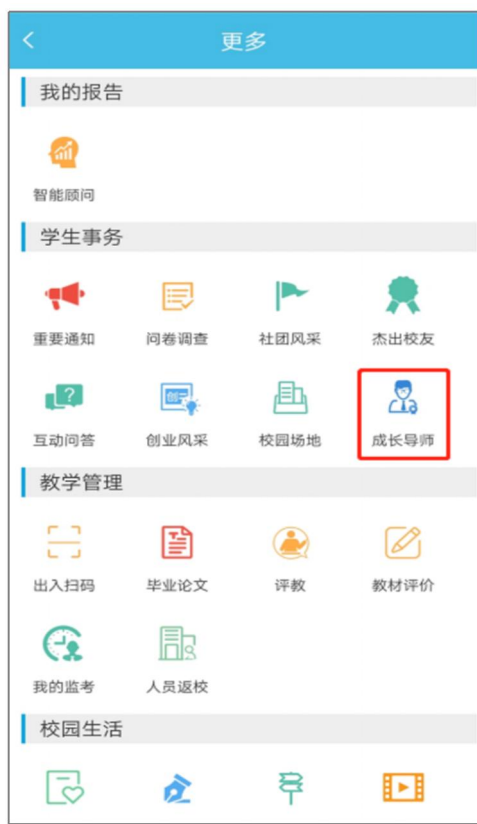 更多
我的报告
智能顾问
学生事务
重要通知 问卷调查 社团风采 杰出校友
互动问答 创业风采 校园场地 成长导师
教学管理
出入扫码 毕业论文 评教 教材评价
我的监考 人员返校
校园生活